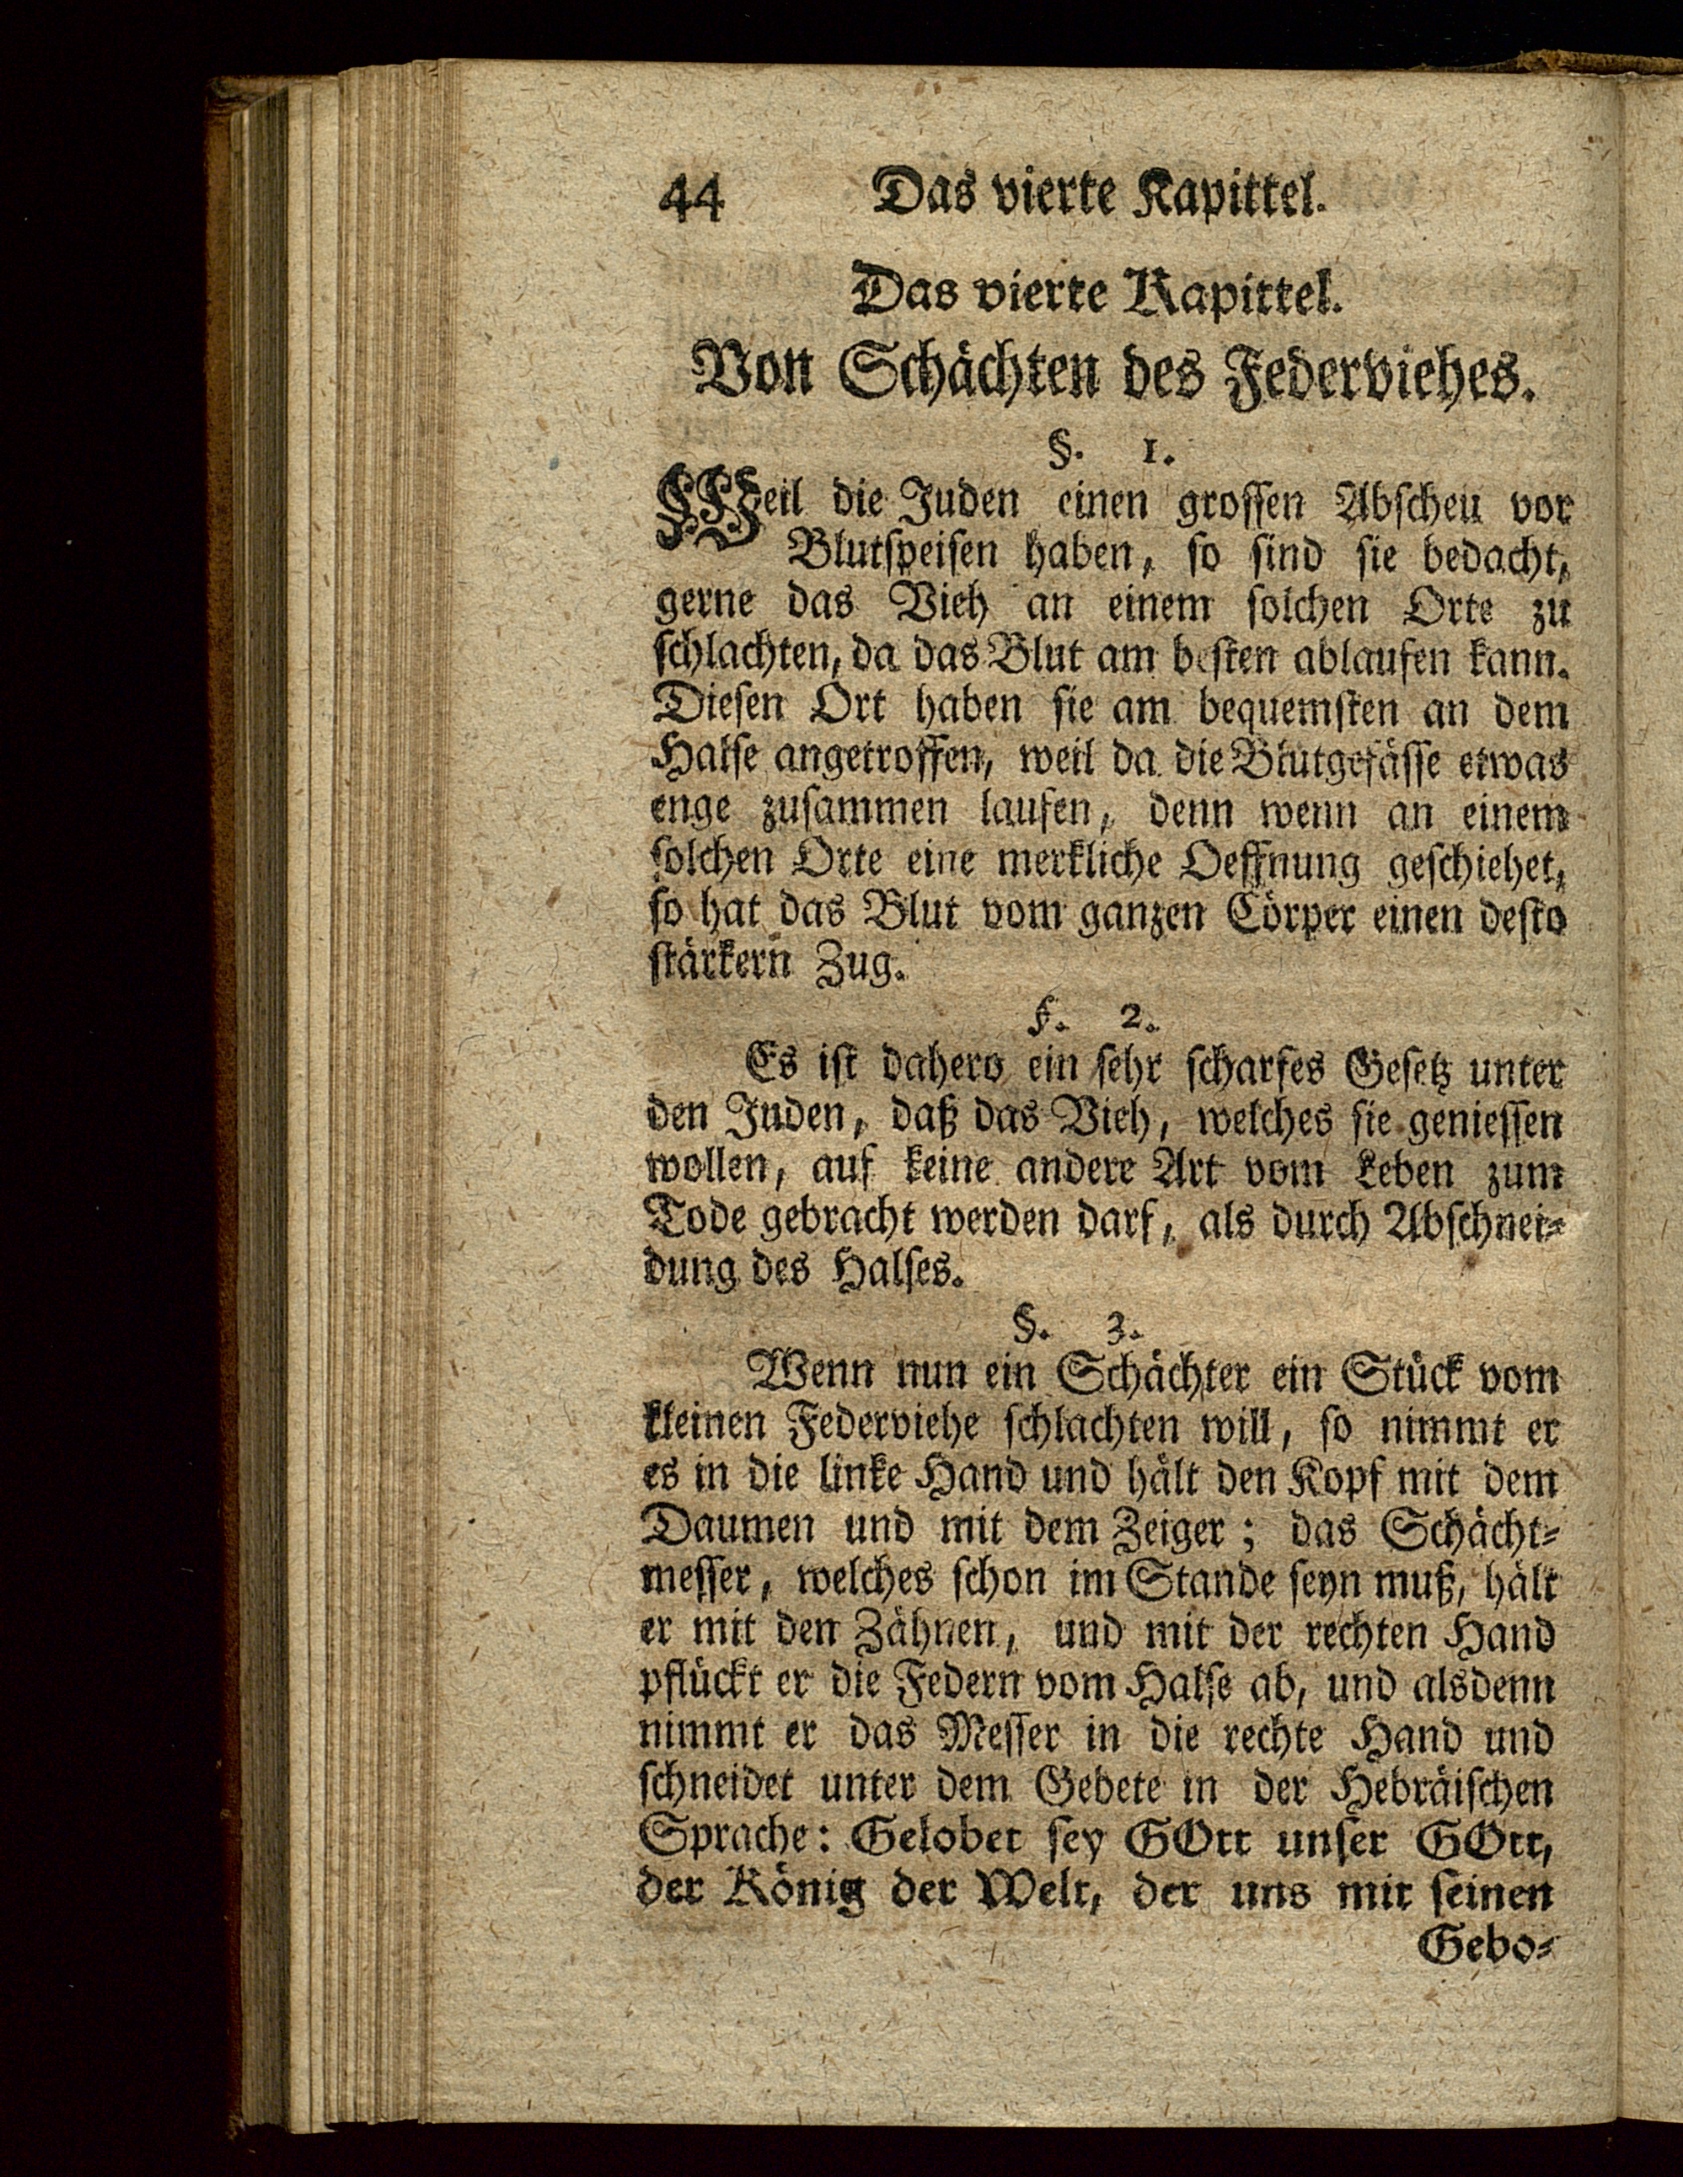 44 Das vierte Kapittel.
Das vierte Kapittel.
Von Schächten des Federviehes.
§. 1.
Weil die Juden einen grossen Abscheu vor
Blutspeisen haben, so sind sie bedacht,
gerne das Vieh an einem solchen Orte zu
schlachten, da das Blut am besten ablaufen kann.
Diesen Ort haben sie am bequemsten an dem
Halse angetroffen, weil da die Blutgefässe etwas
enge zusammen laufen, denn wenn an einem
solchen Orte eine merkliche Oeffnung geschiehet,
so hat das Blut vom ganzen Cörper einen desto
stärkern Zug.
§. 2.
Es ist dahero ein sehr scharfes Gesetz unter
den Juden, daß das Vieh, welches sie geniessen
wollen, auf keine andere Art vom Leben zum
Tode gebracht werden darf, als durch Abschnei-
dung des Halses.
§. 3.
Wenn nun ein Schächter ein Stück vom
kleinen Federviehe schlachten will, so nimmt er
es in die linke Hand und hält den Kopf mit dem
Daumen und mit dem Zeiger; das Schächt-
messer, welches schon im Stande seyn muß, hält
er mit den Zähnen, und mit der rechten Hand
pflückt er die Federn vom Halse ab, und alsdenn
nimmt er das Messer in die rechte Hand und
schneidet unter dem Gebete in der Hebräischen
Sprache: Gelobet sey GOtt unser GOtt,
der König der Welt, der uns mit seinen
Gebo-